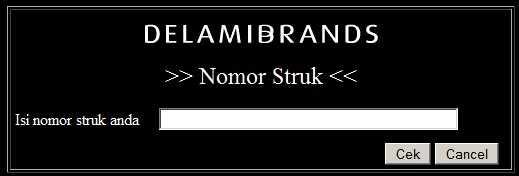 DELAMIBRANDS
>> Nomor Struk <<
Isi nomor struk anda
Cek Cancel